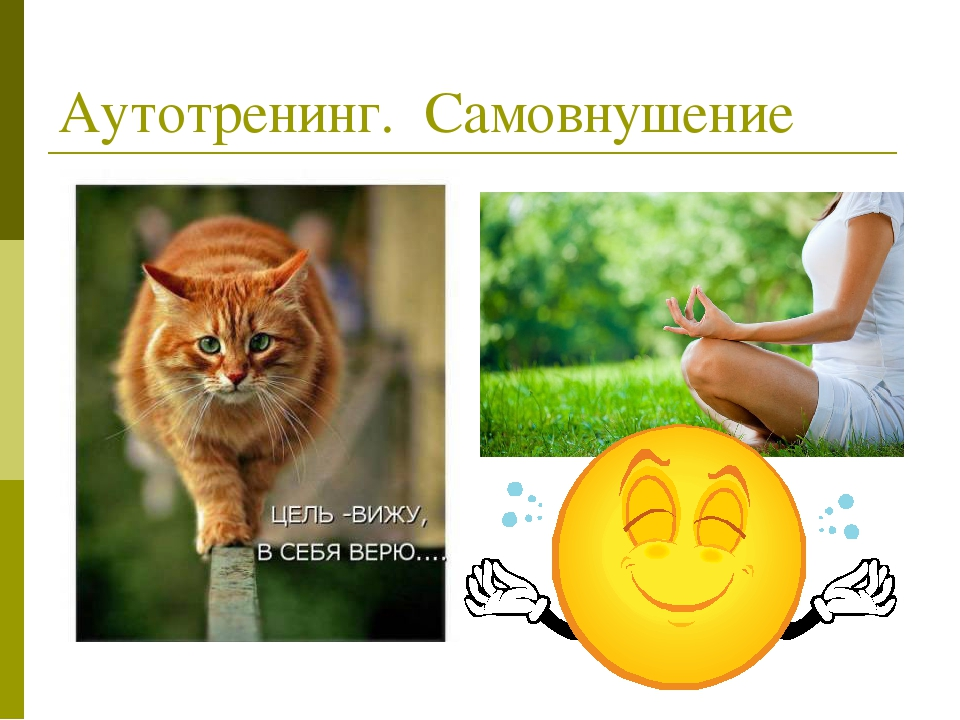 Аутотренинг. Самовнушение
ЦЕЛЬ -ВИЖУ,
В СЕБЯ ВЕРЮ....